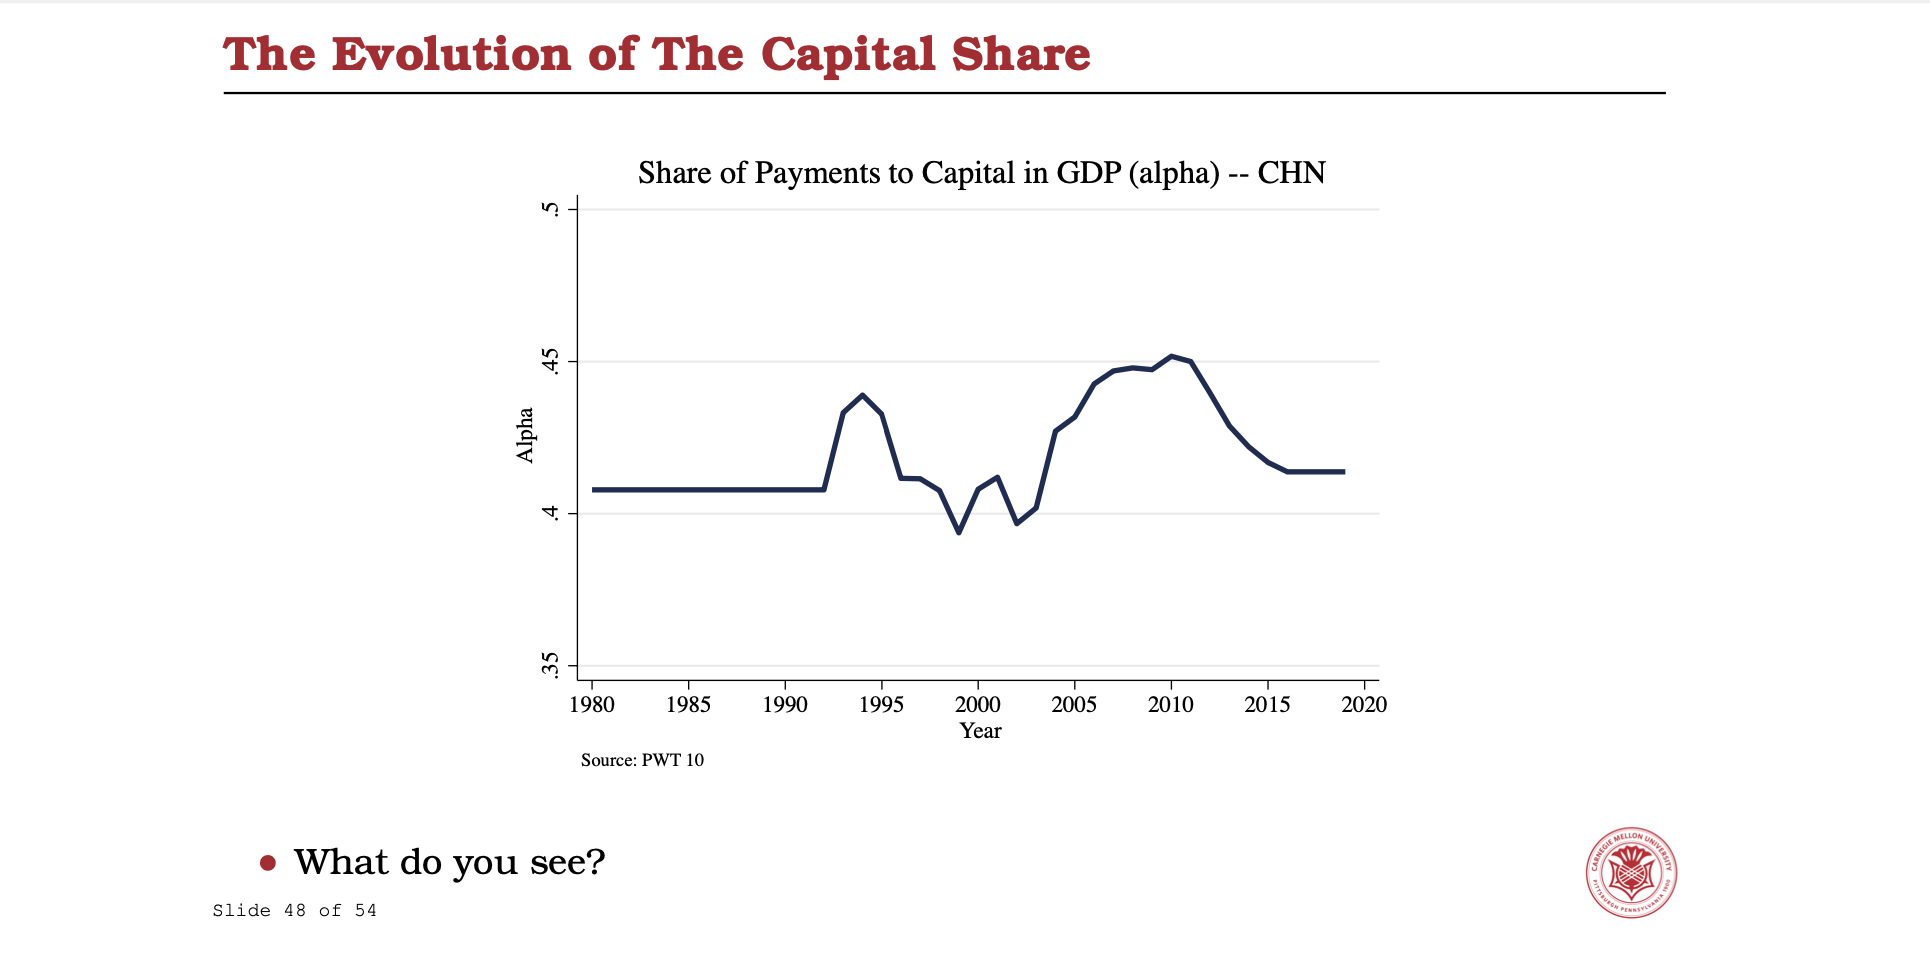 The Evolution of The Capital Share
Share of Payments to Capital in GDP (alpha) -- CHN
.5
.45
.4
.35
Alpha
1980 1985 1990 1995 2000 2005 2010 2015 2020
Year
Source: PWT 10
What do you see?
CARNEGIE MELLON UNIVERSITY
PITTSBURGH PENNSYLVANIA 1900
Slide 48 of 54